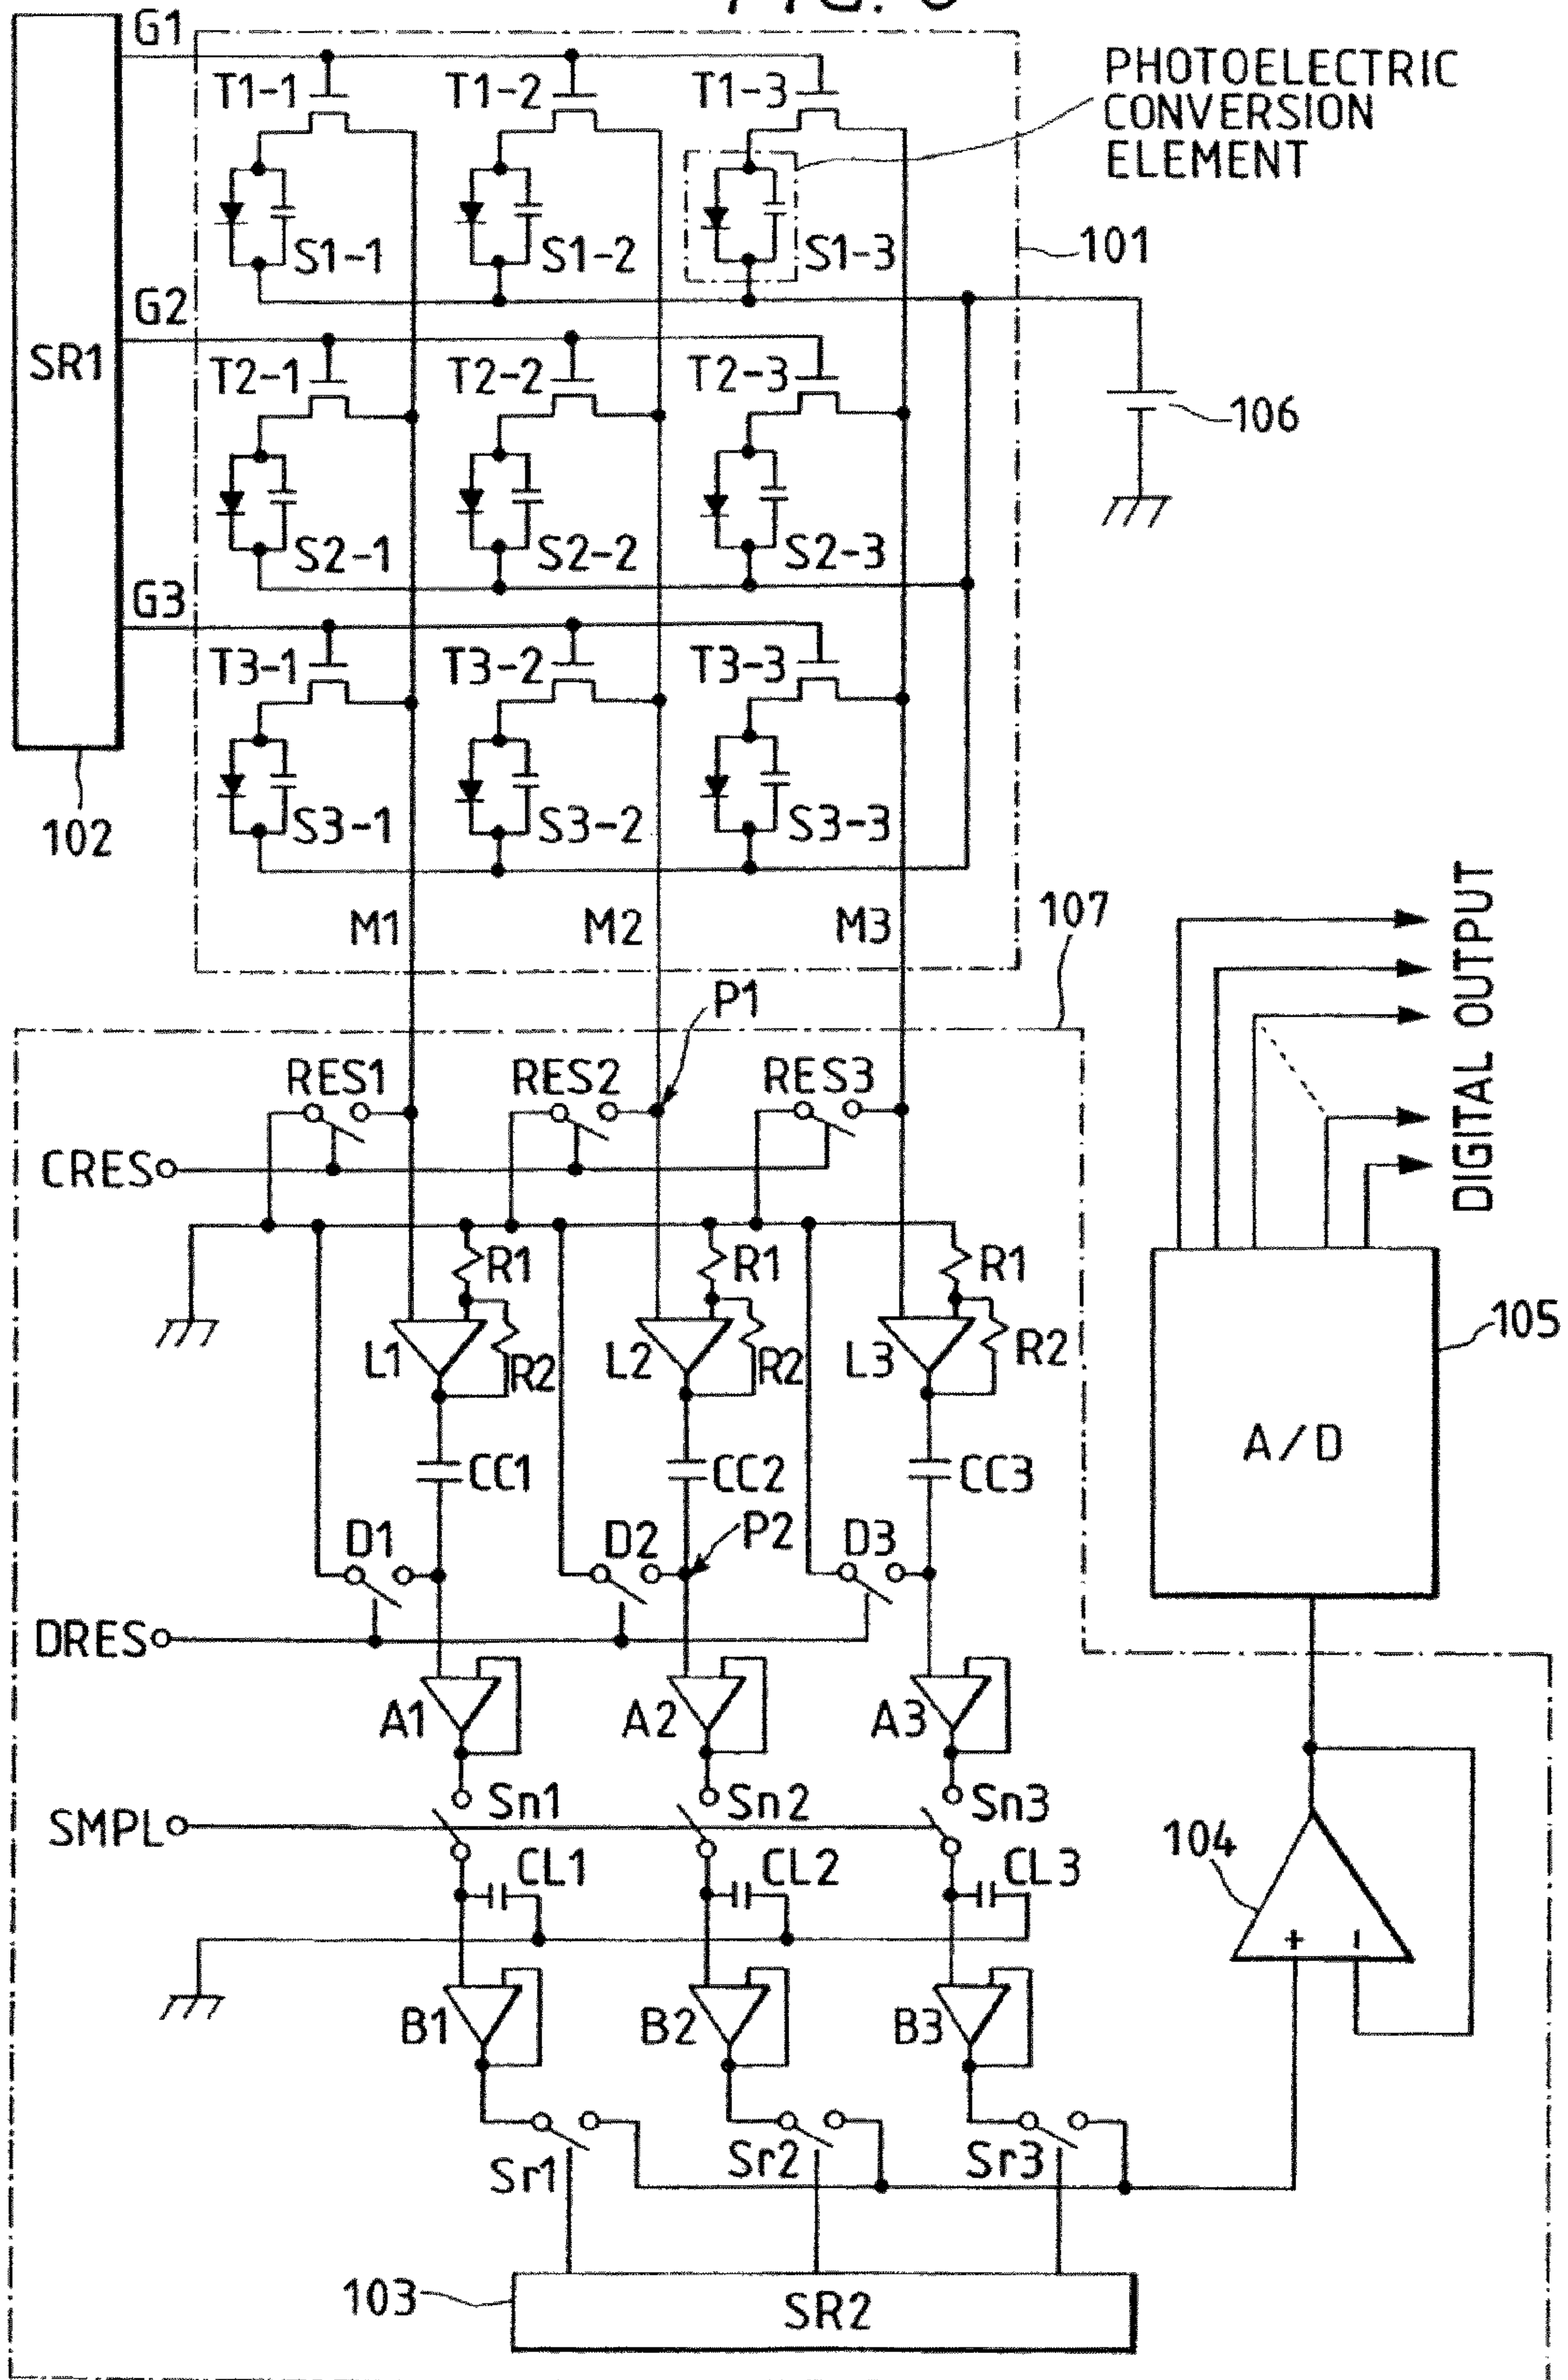 G1
T1-1 T1-2 T1-3
PHOTOELECTRIC
CONVERSION
ELEMENT
S1-1 S1-2 S1-3
101
G2
SR1
T2-1 T2-2 T2-3
106
S2-1 S2-2 S2-3
G3
T3-1 T3-2 T3-3
S3-1 S3-2 S3-3
102
M1 M2 M3
107
P1
DIGITAL OUTPUT
RES1 RES2 RES3
CRES
R1 R1 R1
L1 R2 L2 R2 L3 R2
105
A/D
CC1 CC2 CC3
D1 D2 P2 D3
DRES
A1 A2 A3
Sn1 Sn2 Sn3
SMPL
104
CL1 CL2 CL3
+ -
B1 B2 B3
Sr1 Sr2 Sr3
103
SR2